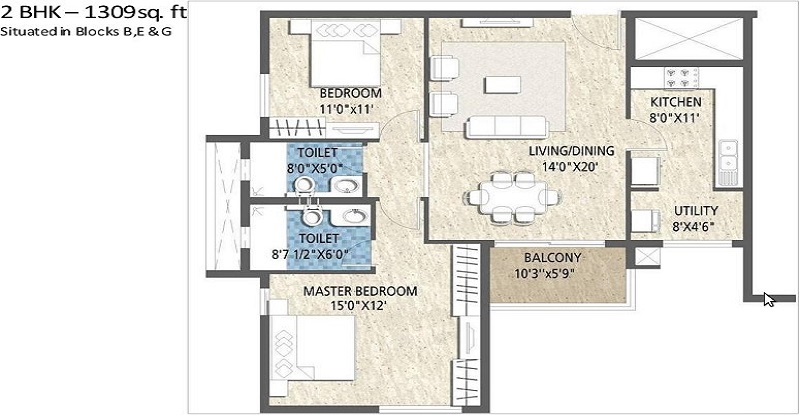 2 BHK – 1309sq. ft
Situated in Blocks B,E & G
BEDROOM
11'0"x11'
KITCHEN
8'0"X11'
TOILET
8'0"X5'0"
LIVING/DINING
14'0"X20'
UTILITY
8'X4'6"
TOILET
8'7 1/2"X6'0"
BALCONY
10'3"x5'9"
MASTER BEDROOM
15'0"X12'